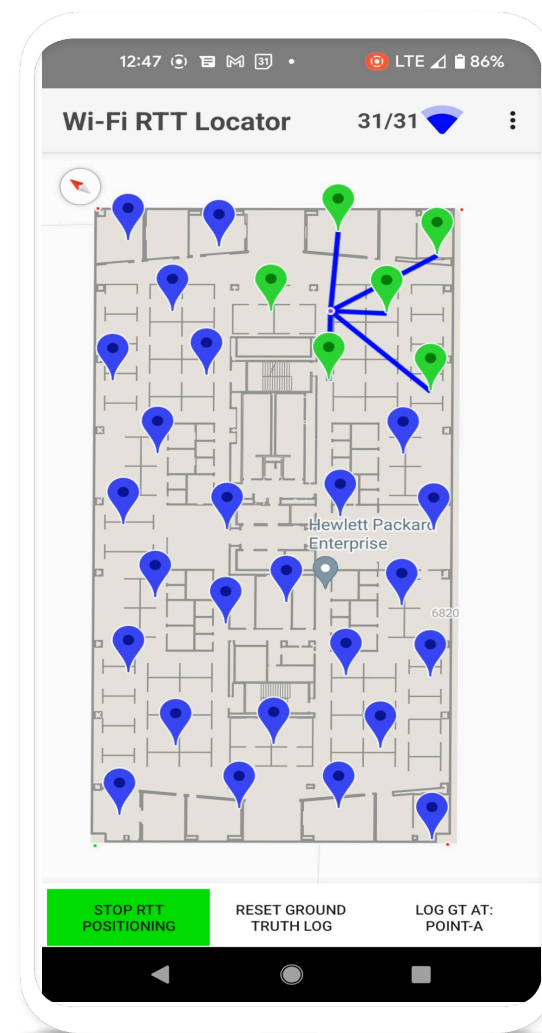 12:47 31 • LTE 86%
Wi-Fi RTT Locator 31/31
Hewlett Packard
Enterprise
6820
STOP RTT
POSITIONING
RESET GROUND
TRUTH LOG
LOG GT AT:
POINT-A